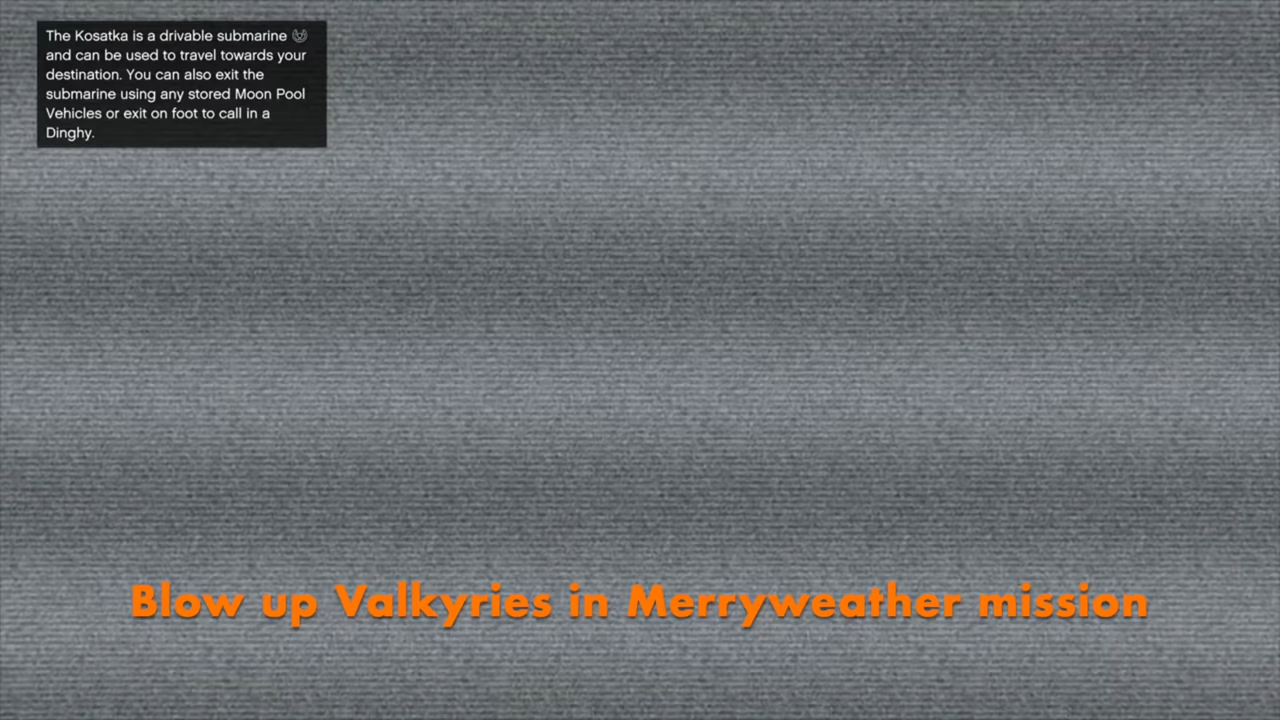 The Kosatka is a drivable submarine
and can be used to travel towards your
destination. You can also exit the
submarine using any stored Moon Pool
Vehicles or exit on foot to call in a
Dinghy.
Blow up Valkyries in Merryweather mission